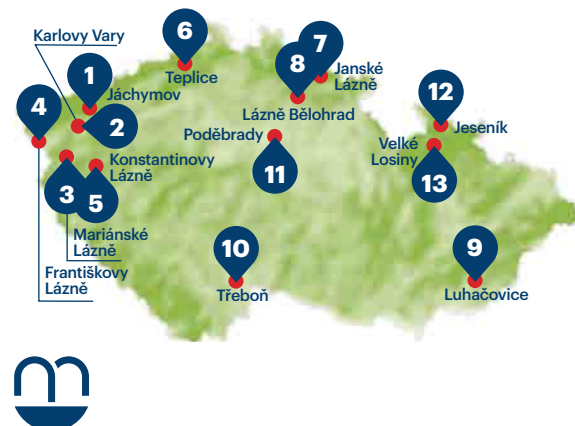 Karlovy Vary
6
7
8
1
Teplice
Janské
Lázně
4
Jáchymov
2
Lázně Bělohrad
12
Jeseník
Poděbrady
Velké
Losiny
Konstantinovy
Lázně
3
5
11
13
Mariánské
Lázně
10
9
Františkovy
Lázně
Třeboň
Luhačovice